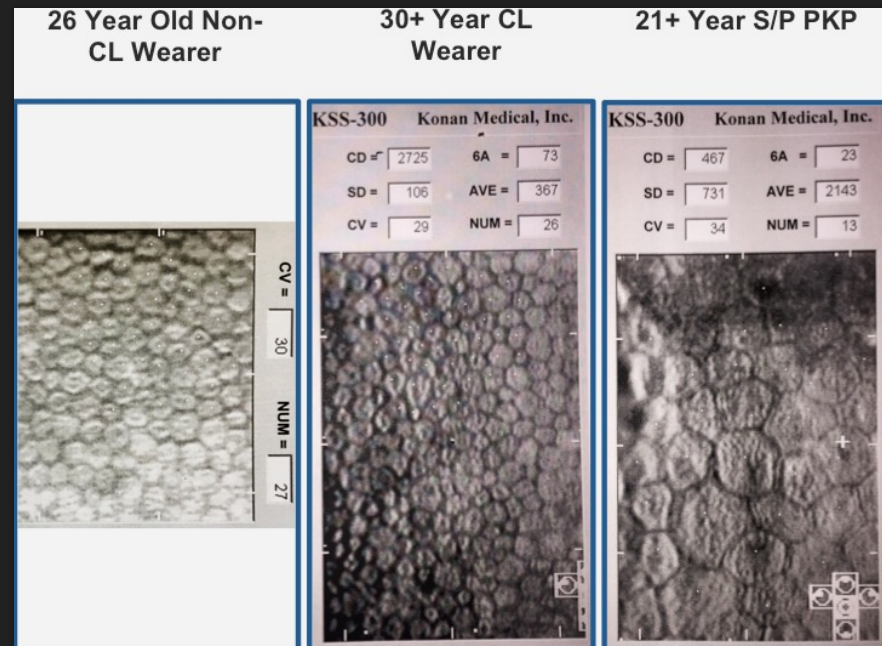 26 Year Old Non-
CL Wearer
CV =
30
NUM =
27
30+ Year CL
Wearer
KSS-300 Konan Medical, Inc.
CD = 2725 6A = 73
SD = 106 AVE = 367
CV = 29 NUM = 26
21+ Year S/P PKP
KSS-300 Konan Medical, Inc.
CD = 467 6A = 23
SD = 731 AVE = 2143
CV = 34 NUM = 13